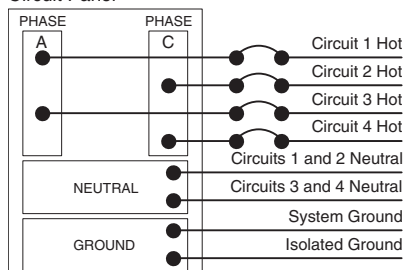 Circuit Panel
PHASE
A
PHASE
C
Circuit 1 Hot
Circuit 2 Hot
Circuit 3 Hot
Circuit 4 Hot
NEUTRAL
Circuits 1 and 2 Neutral
Circuits 3 and 4 Neutral
GROUND
System Ground
Isolated Ground